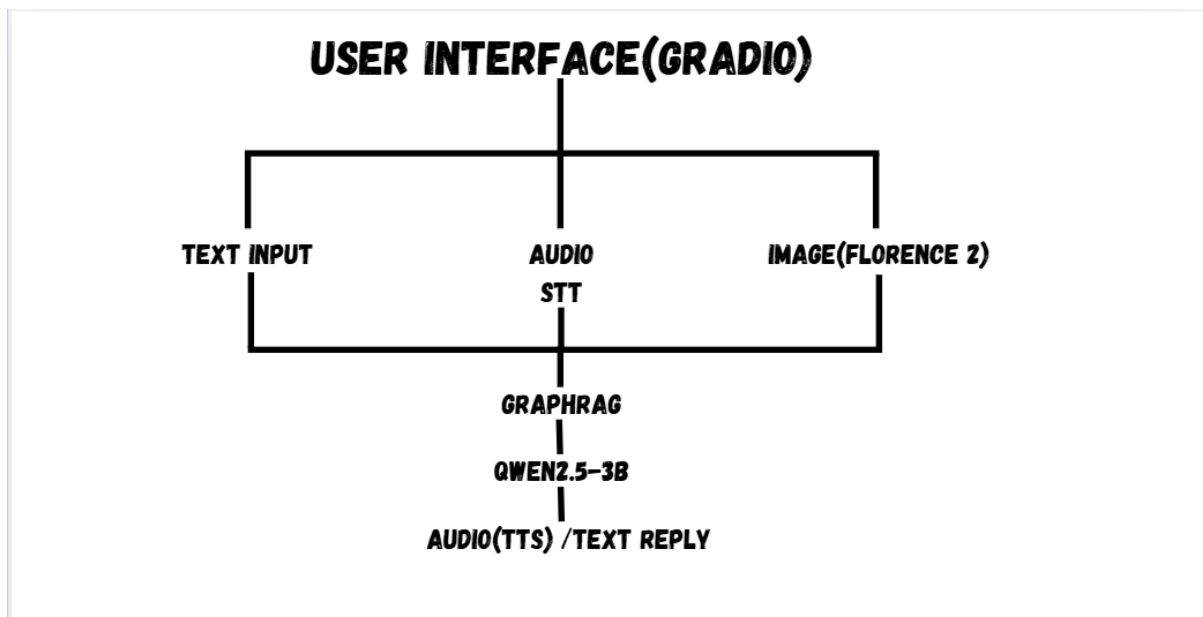 USER INTERFACE(GRADIO)
TEXT INPUT
AUDIO
STT
IMAGE(FLORENCE 2)
GRAPHRAG
QWEN2.5-3B
AUDIO(TTS) /TEXT REPLY